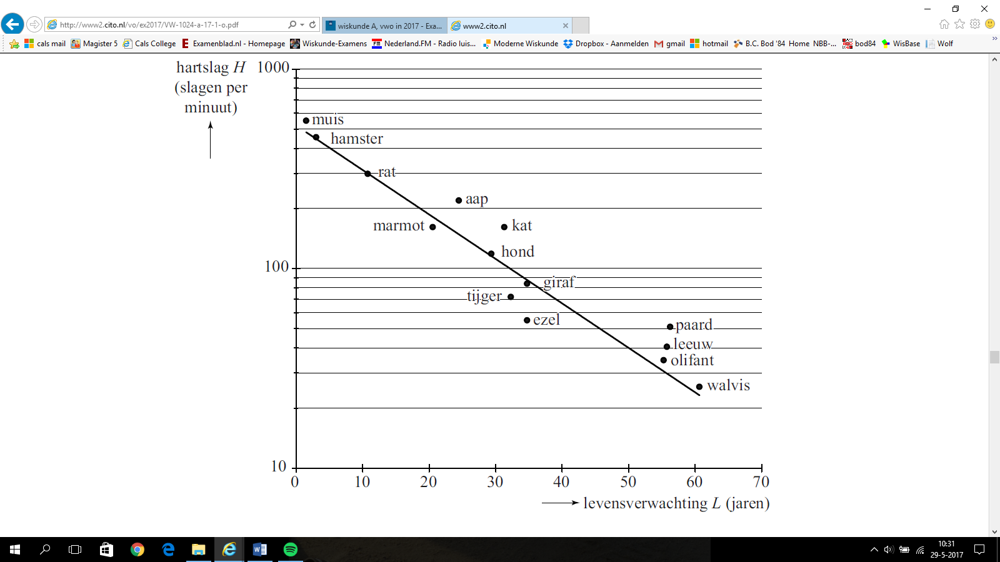 http://www2.cito.nl/vo/ex2017/VW-1024-a-17-1-o.pdf
wiskunde A, vwo in 2017 - Exa...
www2.cito.nl
cals mail
Magister 5
Cals College
Examenblad.nl - Homepage
Wiskunde-Examens
Nederland.FM - Radio luis...
Moderne Wiskunde
Dropbox - Aanmelden
gmail
hotmail
B.C. Bod '84 Home NBB-...
bod84
WisBase
Wolf
hartslag H
(slagen per
minuut)
1000
muis
hamster
rat
aap
marmot
kat
hond
100
giraf
tijger
ezel
paard
leeuw
olifant
walvis
10
0 10 20 30 40 50 60 70
levensverwachting L (jaren)
10:31
29-5-2017